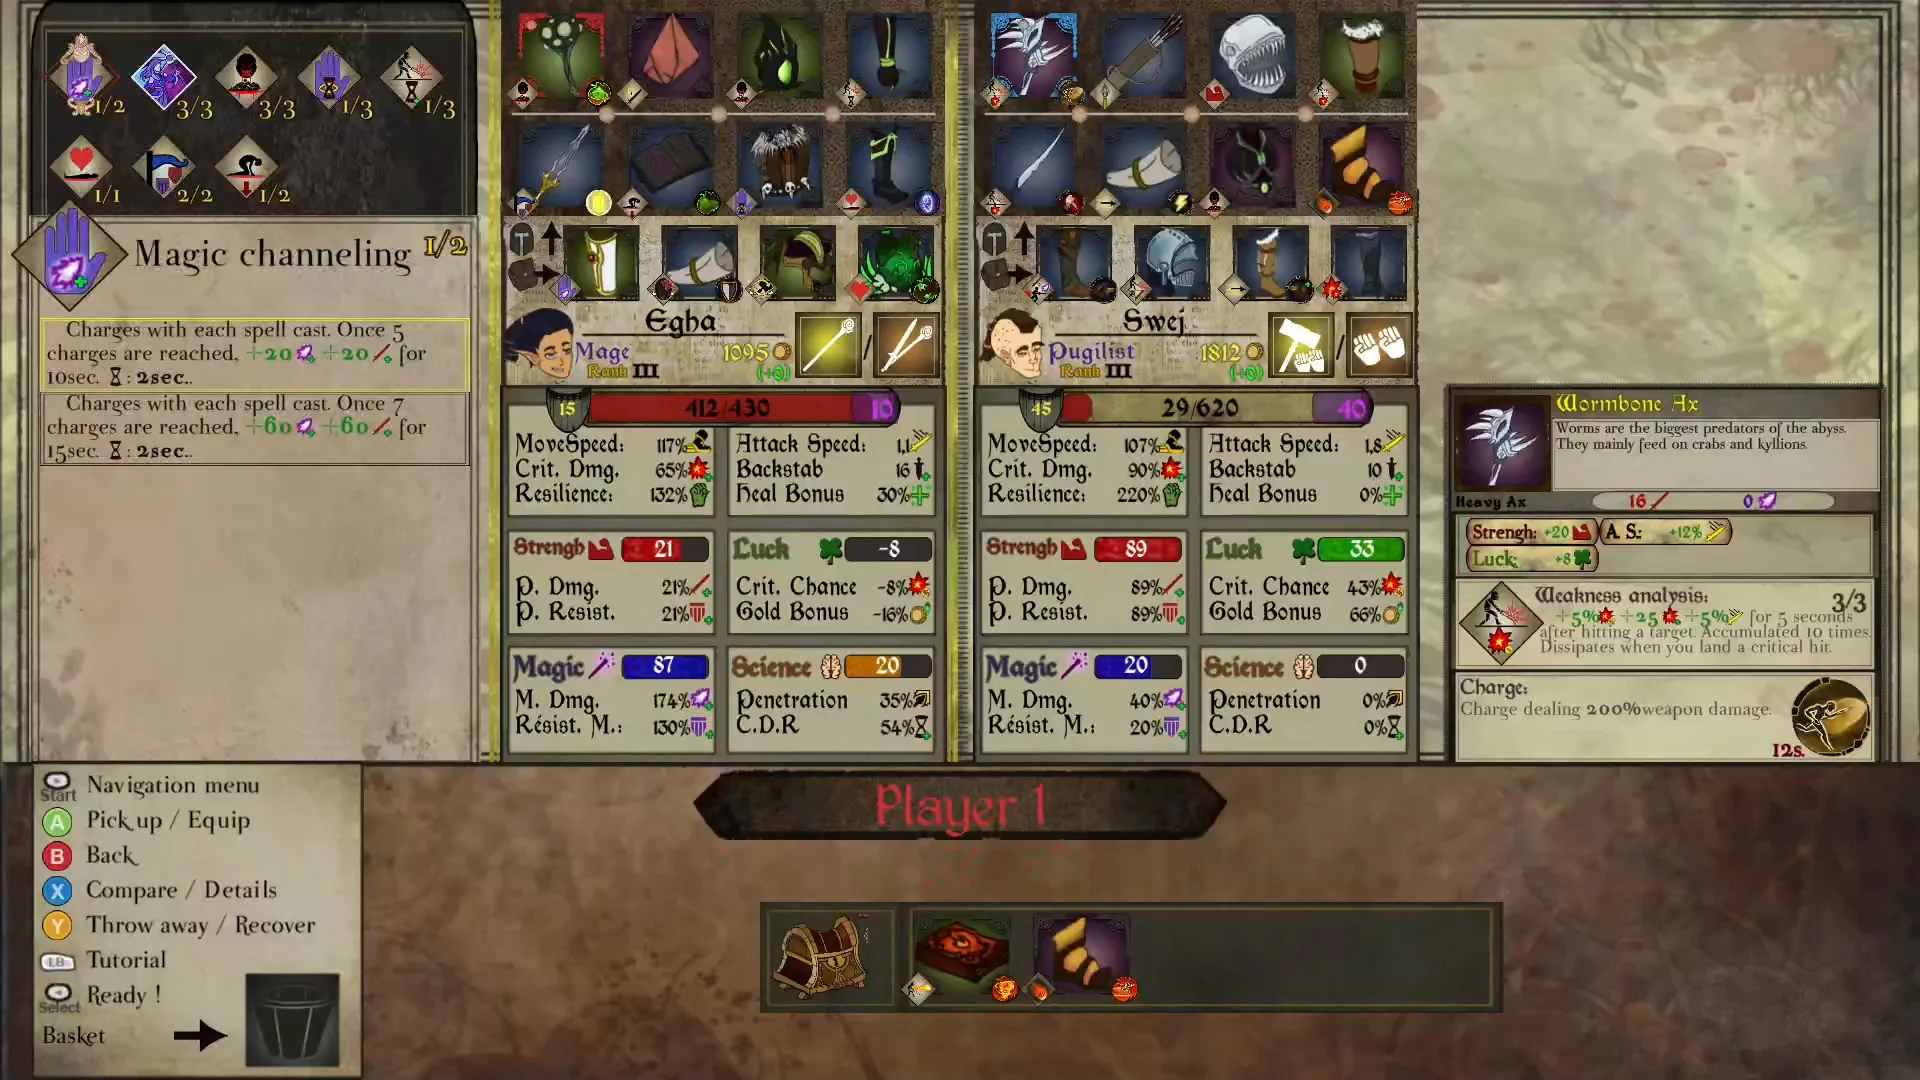 1/2
3/3
3/3
1/3
1/3
1/1
2/2
1/2
Magic channeling 1/2
Charges with each spell cast. Once 5
charges are reached, +20 +20 for
10sec. : 2sec..
Charges with each spell cast. Once 7
charges are reached, +60 +60 for
15sec. : 2sec..
Egha
Mage
Rank III
1095
(+0)
/
15
412/430
10
MoveSpeed: 117%
Crit. Dmg. 65%
Resilience: 132%
Attack Speed: 1,1
Backstab 16
Heal Bonus 30%
Strengh 21
P. Dmg. 21%
P. Resist. 21%
Luck -8
Crit. Chance -8%
Gold Bonus -16%
Magic 87
M. Dmg. 174%
Résist. M.: 130%
Science 20
Penetration 35%
C.D.R 54%
Swej
Pugilist
Rank III
1812
(+0)
/
45
29/620
40
MoveSpeed: 107%
Crit. Dmg. 90%
Resilience: 220%
Attack Speed: 1,8
Backstab 10
Heal Bonus 0%
Strengh 89
P. Dmg. 89%
P. Resist. 89%
Luck 33
Crit. Chance 43%
Gold Bonus 66%
Magic 20
M. Dmg. 40%
Résist. M.: 20%
Science 0
Penetration 0%
C.D.R 0%
Wormbone Ax
Worms are the biggest predators of the abyss.
They mainly feed on crabs and kyllions.
Heavy Ax 16 0
Strengh: +20 A. S.: +12%
Luck: +8
Weakness analysis: 3/3
+5% +25 +5% for 5 seconds
after hitting a target. Accumulated 10 times.
Dissipates when you land a critical hit.
Charge:
Charge dealing 200%weapon damage.
12s.
Start Navigation menu
A Pick up / Equip
B Back
X Compare / Details
Y Throw away / Recover
LB Tutorial
Select Ready !
Basket
Player 1